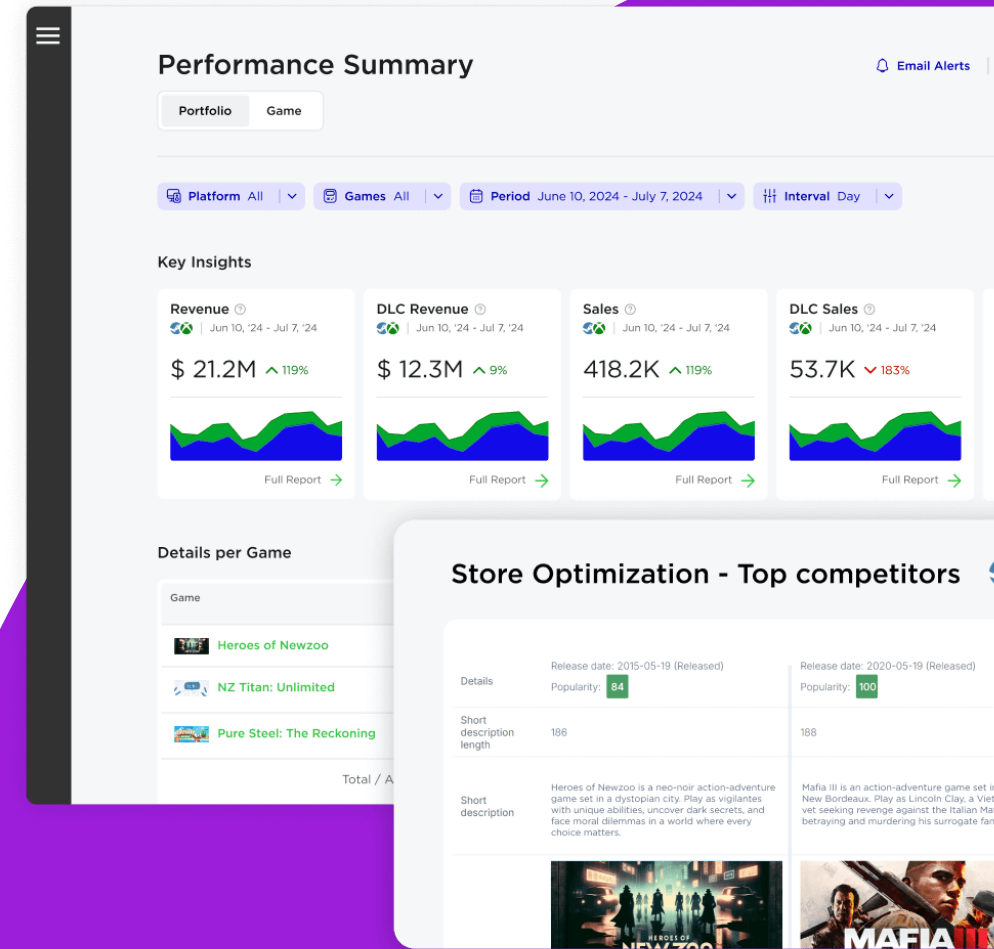 Performance Summary
Email Alerts
Portfolio
Game
Platform All
Games All
Period June 10, 2024 - July 7, 2024
Interval Day
Key Insights
Revenue
Jun 10, '24 - Jul 7, '24
$ 21.2M 119%
Full Report
DLC Revenue
Jun 10, '24 - Jul 7, '24
$ 12.3M 9%
Full Report
Sales
Jun 10, '24 - Jul 7, '24
418.2K 119%
Full Report
DLC Sales
Jun 10, '24 - Jul 7, '24
53.7K 183%
Full Report
Details per Game
Game
Heroes of Newzoo
NZ Titan: Unlimited
Pure Steel: The Reckoning
Total / A
Store Optimization - Top competitors
Details
Release date: 2015-05-19 (Released)
Popularity: 84
Release date: 2020-05-19 (Released)
Popularity: 100
Short
description
length
186
188
Short
description
Heroes of Newzoo is a neo-noir action-adventure
game set in a dystopian city. Play as vigilantes
with unique abilities, uncover dark secrets, and
face moral dilemmas in a world where every
choice matters.
Mafia III is an action-adventure game set i
New Bordeaux. Play as Lincoln Clay, a Viet
vet seeking revenge against the Italian Ma
betraying and murdering his surrogate fan
HEROES OF
NEWZOO
MAFIA III